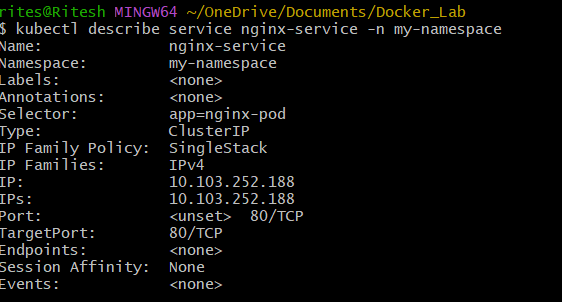 rites@Ritesh MINGW64 ~/OneDrive/Documents/Docker_Lab
$ kubectl describe service nginx-service -n my-namespace
Name:              nginx-service
Namespace:         my-namespace
Labels:            <none>
Annotations:       <none>
Selector:          app=nginx-pod
Type:              ClusterIP
IP Family Policy:  SingleStack
IP Families:       IPv4
IP:                10.103.252.188
IPs:               10.103.252.188
Port:              <unset>  80/TCP
TargetPort:        80/TCP
Endpoints:         <none>
Session Affinity:  None
Events:            <none>